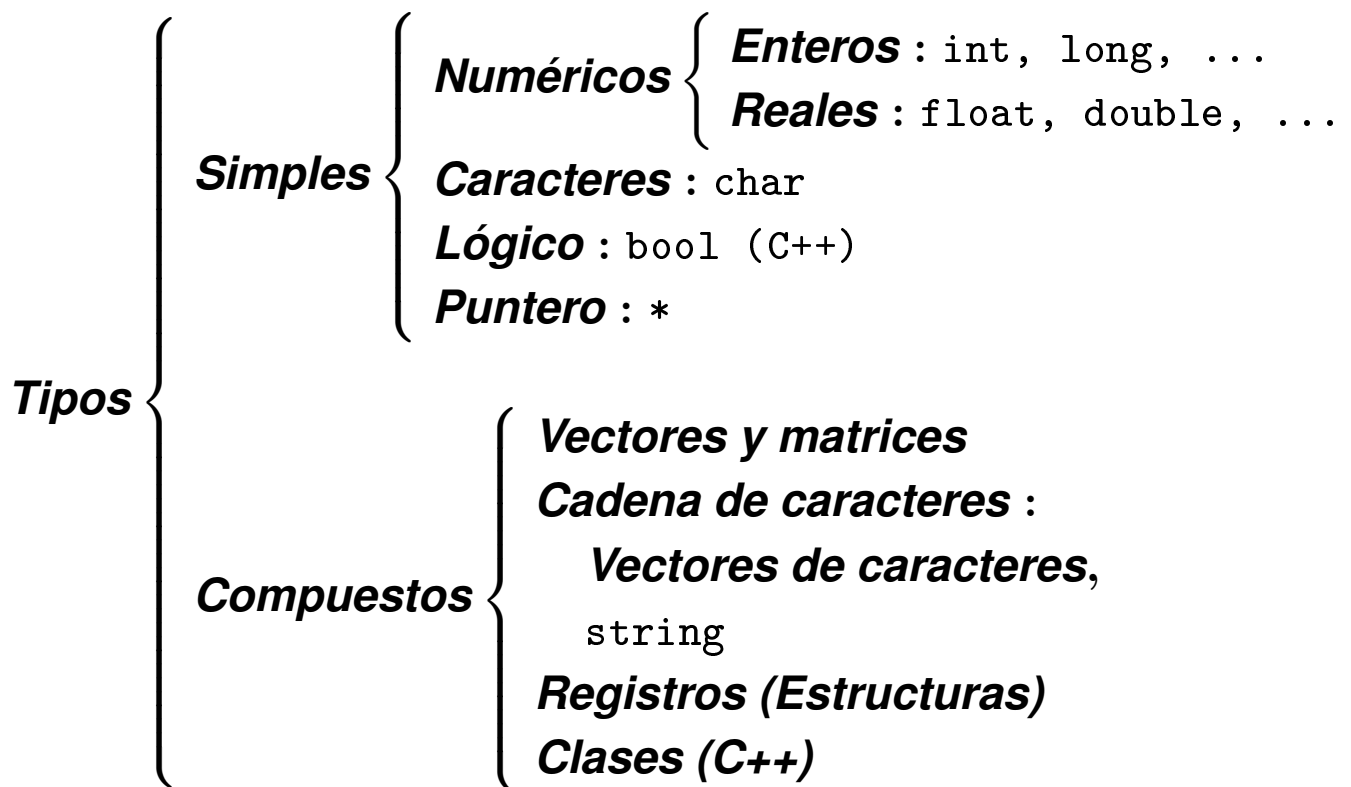 Tipos
Simples
Numéricos
Enteros : int, long, ...
Reales : float, double, ...
Caracteres : char
Lógico : bool (C++)
Puntero : *
Compuestos
Vectores y matrices
Cadena de caracteres :
Vectores de caracteres,
string
Registros (Estructuras)
Clases (C++)